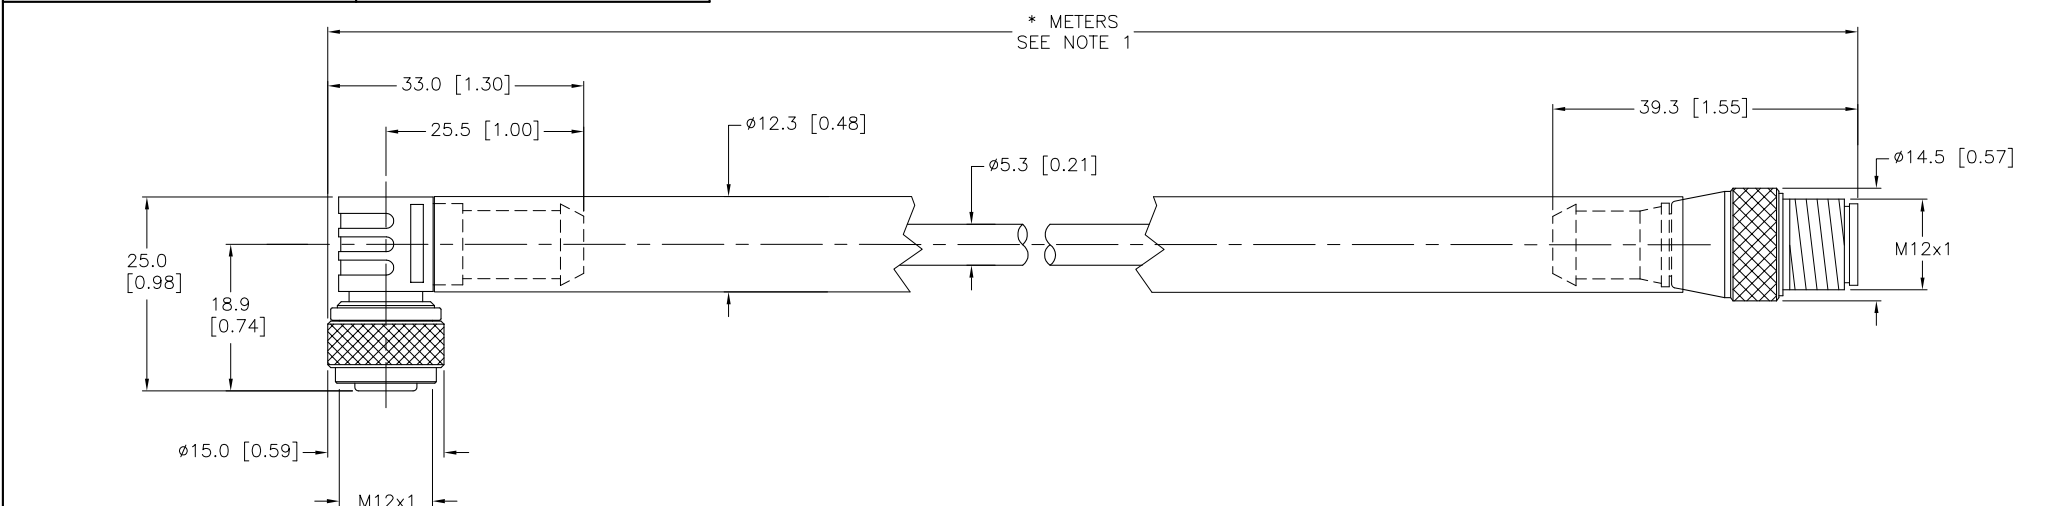 * METERS
SEE NOTE 1
33.0 [1.30]
39.3 [1.55]
25.5 [1.00]
ø12.3 [0.48]
ø5.3 [0.21]
ø14.5 [0.57]
25.0
[0.98]
M12x1
18.9
[0.74]
ø15.0 [0.59]
M12x1